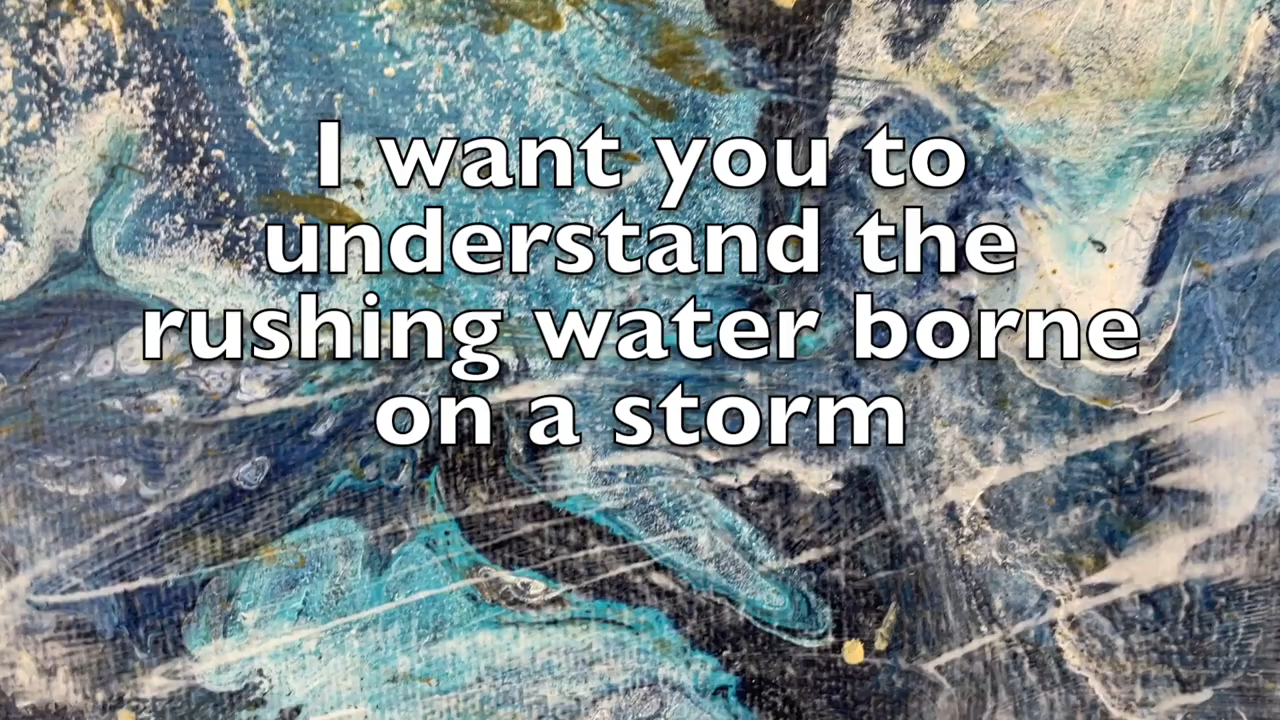 I want you to
understand the
rushing water borne
on a storm